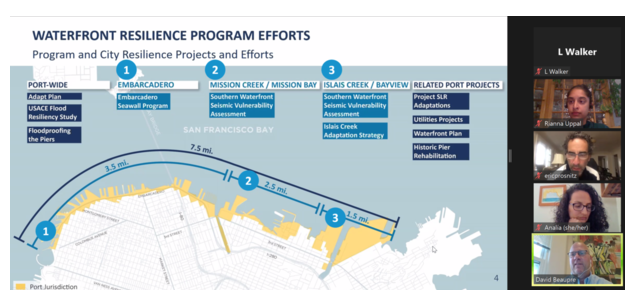 WATERFRONT RESILIENCE PROGRAM EFFORTS
Program and City Resilience Projects and Efforts
1
2
3
PORT-WIDE
EMBARCADERO
MISSION CREEK / MISSION BAY
ISLAIS CREEK / BAYVIEW
RELATED PORT PROJECTS
Adapt Plan
USACE Flood
Resiliency Study
Floodproofing
the Piers
Embarcadero
Seawall Program
Southern Waterfront
Seismic Vulnerability
Assessment
Southern Waterfront
Seismic Vulnerability
Assessment
Islais Creek
Adaptation Strategy
Project SLR
Adaptations
Utilities Projects
Waterfront Plan
Historic Pier
Rehabilitation
SAN FRANCISCO BAY
7.5 mi.
3.5 mi.
2.5 mi.
1.5 mi.
1
2
3
Port Jurisdiction
4
L Walker
L Walker
Rianna Uppal
ericprosnitz
Analia (she/her)
David Beaupre